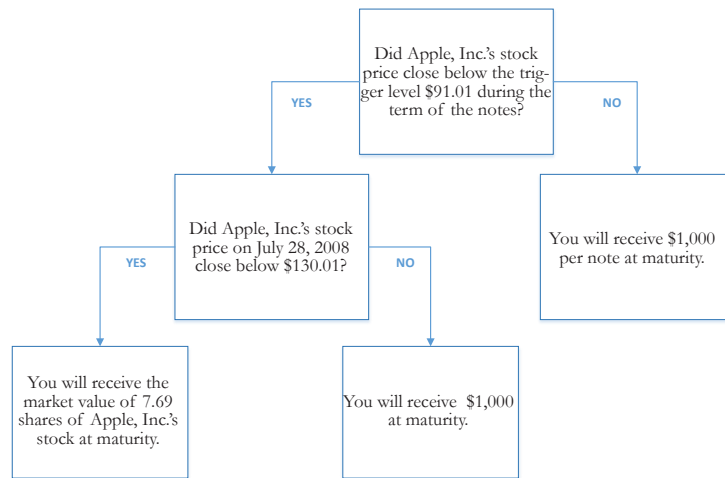 Did Apple, Inc.'s stock
price close below the trig-
ger level $91.01 during the
term of the notes?
YES
NO
Did Apple, Inc.'s stock
price on July 28, 2008
close below $130.01?
You will receive $1,000
per note at maturity.
YES
NO
You will receive the
market value of 7.69
shares of Apple, Inc.'s
stock at maturity.
You will receive $1,000
at maturity.